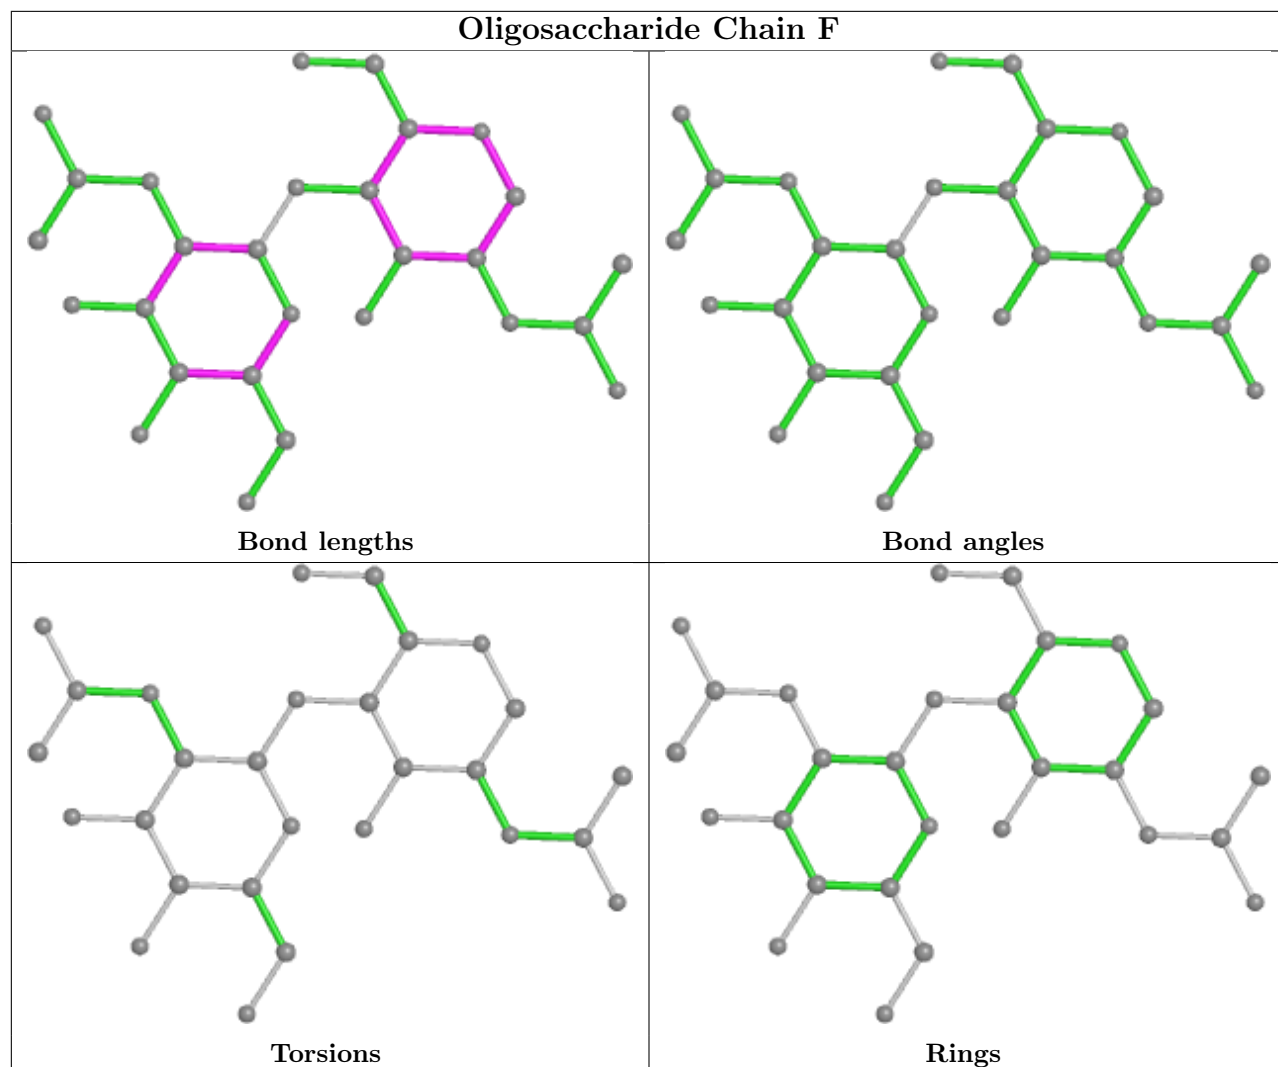 Oligosaccharide Chain F
Bond lengths
Bond angles
Torsions
Rings